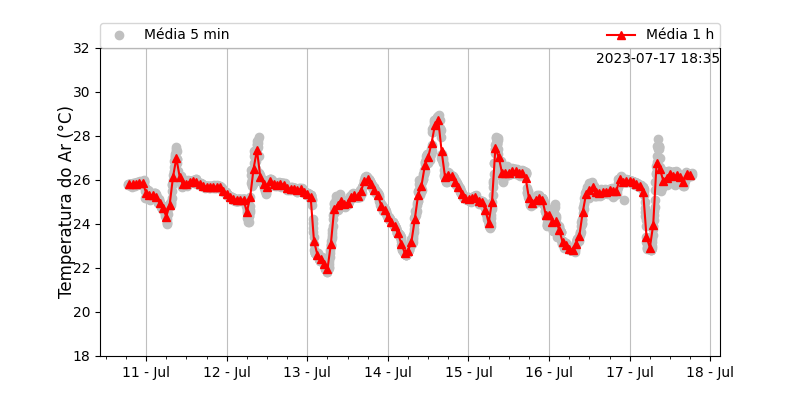 Média 5 min
Média 1 h
2023-07-17 18:35
Temperatura do Ar (°C)
32
30
28
26
24
22
20
18
11 - Jul
12 - Jul
13 - Jul
14 - Jul
15 - Jul
16 - Jul
17 - Jul
18 - Jul